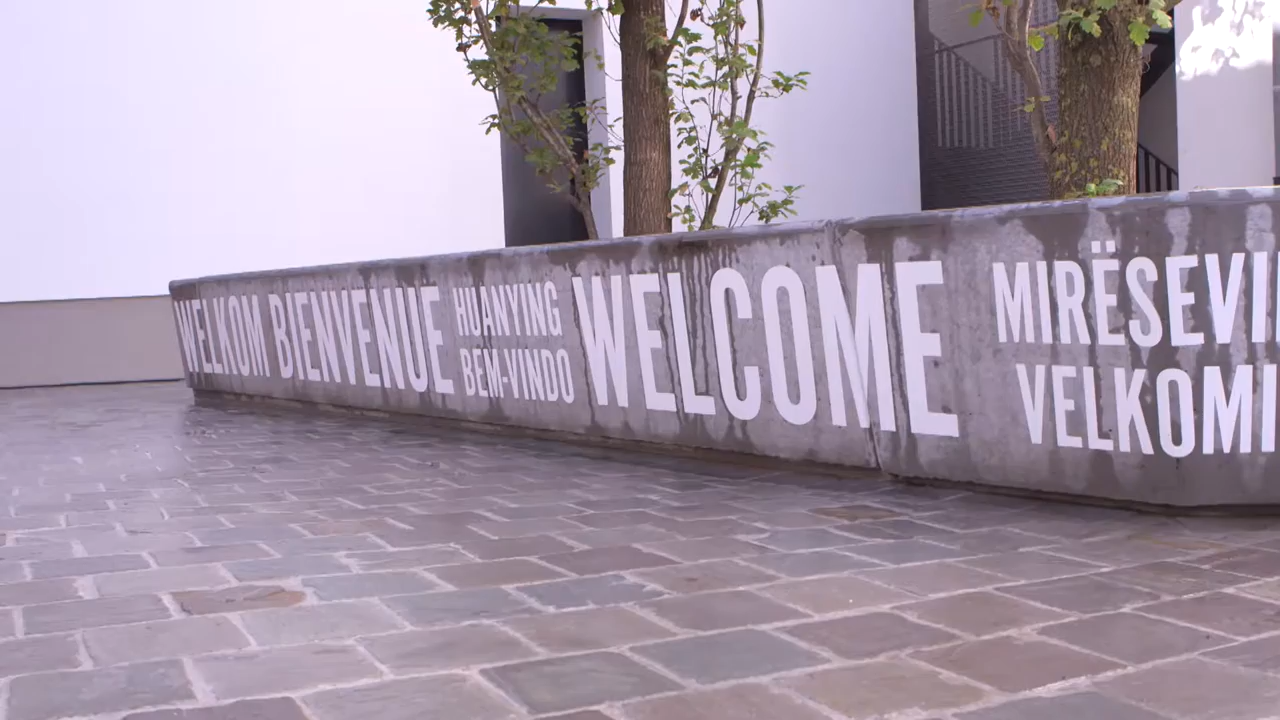 WELKOM BIENVENUE
HUANYING
BEM-VINDO
WELCOME
MIRËSEVI
VELKOMI